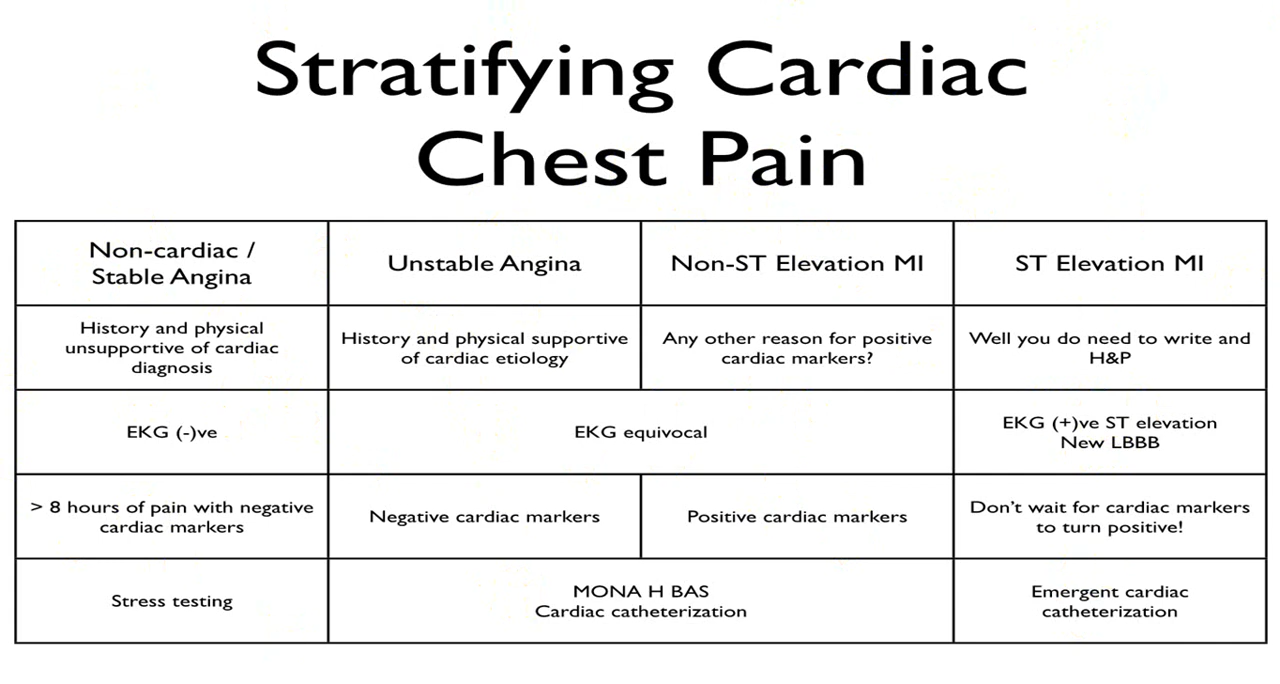 Stratifying Cardiac
Chest Pain
Non-cardiac /
Stable Angina
Unstable Angina
Non-ST Elevation MI
ST Elevation MI
History and physical
unsupportive of cardiac
diagnosis
History and physical supportive
of cardiac etiology
Any other reason for positive
cardiac markers?
Well you do need to write and
H&P
EKG (-)ve
EKG equivocal
EKG (+)ve ST elevation
New LBBB
> 8 hours of pain with negative
cardiac markers
Negative cardiac markers
Positive cardiac markers
Don't wait for cardiac markers
to turn positive!
Stress testing
MONA H BAS
Cardiac catheterization
Emergent cardiac
catheterization